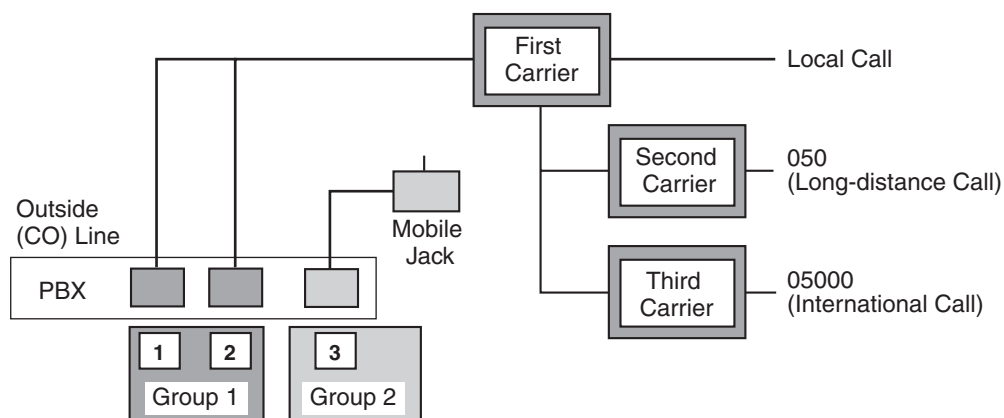 First
Carrier
Local Call
Second
Carrier
050
(Long-distance Call)
Outside
(CO) Line
Mobile
Jack
PBX
Third
Carrier
05000
(International Call)
1
2
3
Group 1
Group 2